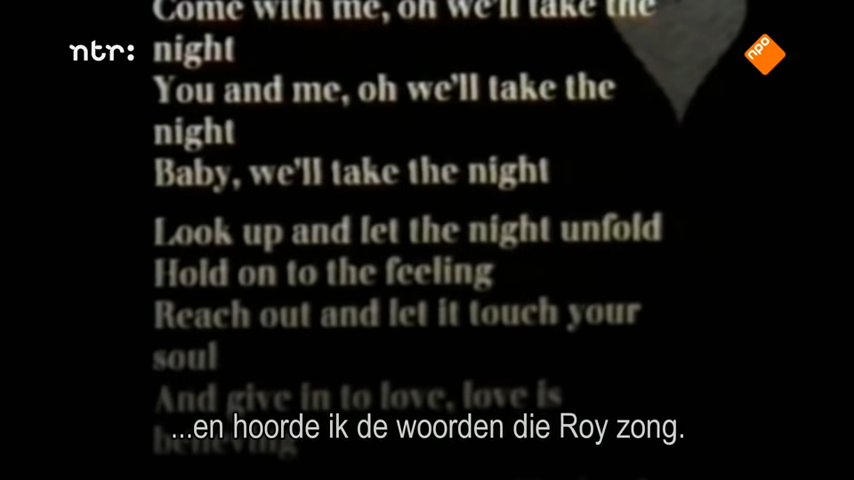 Come with me, oh we'll take the
ntr: night
npo
You and me, oh we'll take the
night
Baby, we'll take the night
Look up and let the night unfold
Hold on to the feeling
Reach out and let it touch your
soul
And give in to love, love is
believing
...en hoorde ik de woorden die Roy zong.